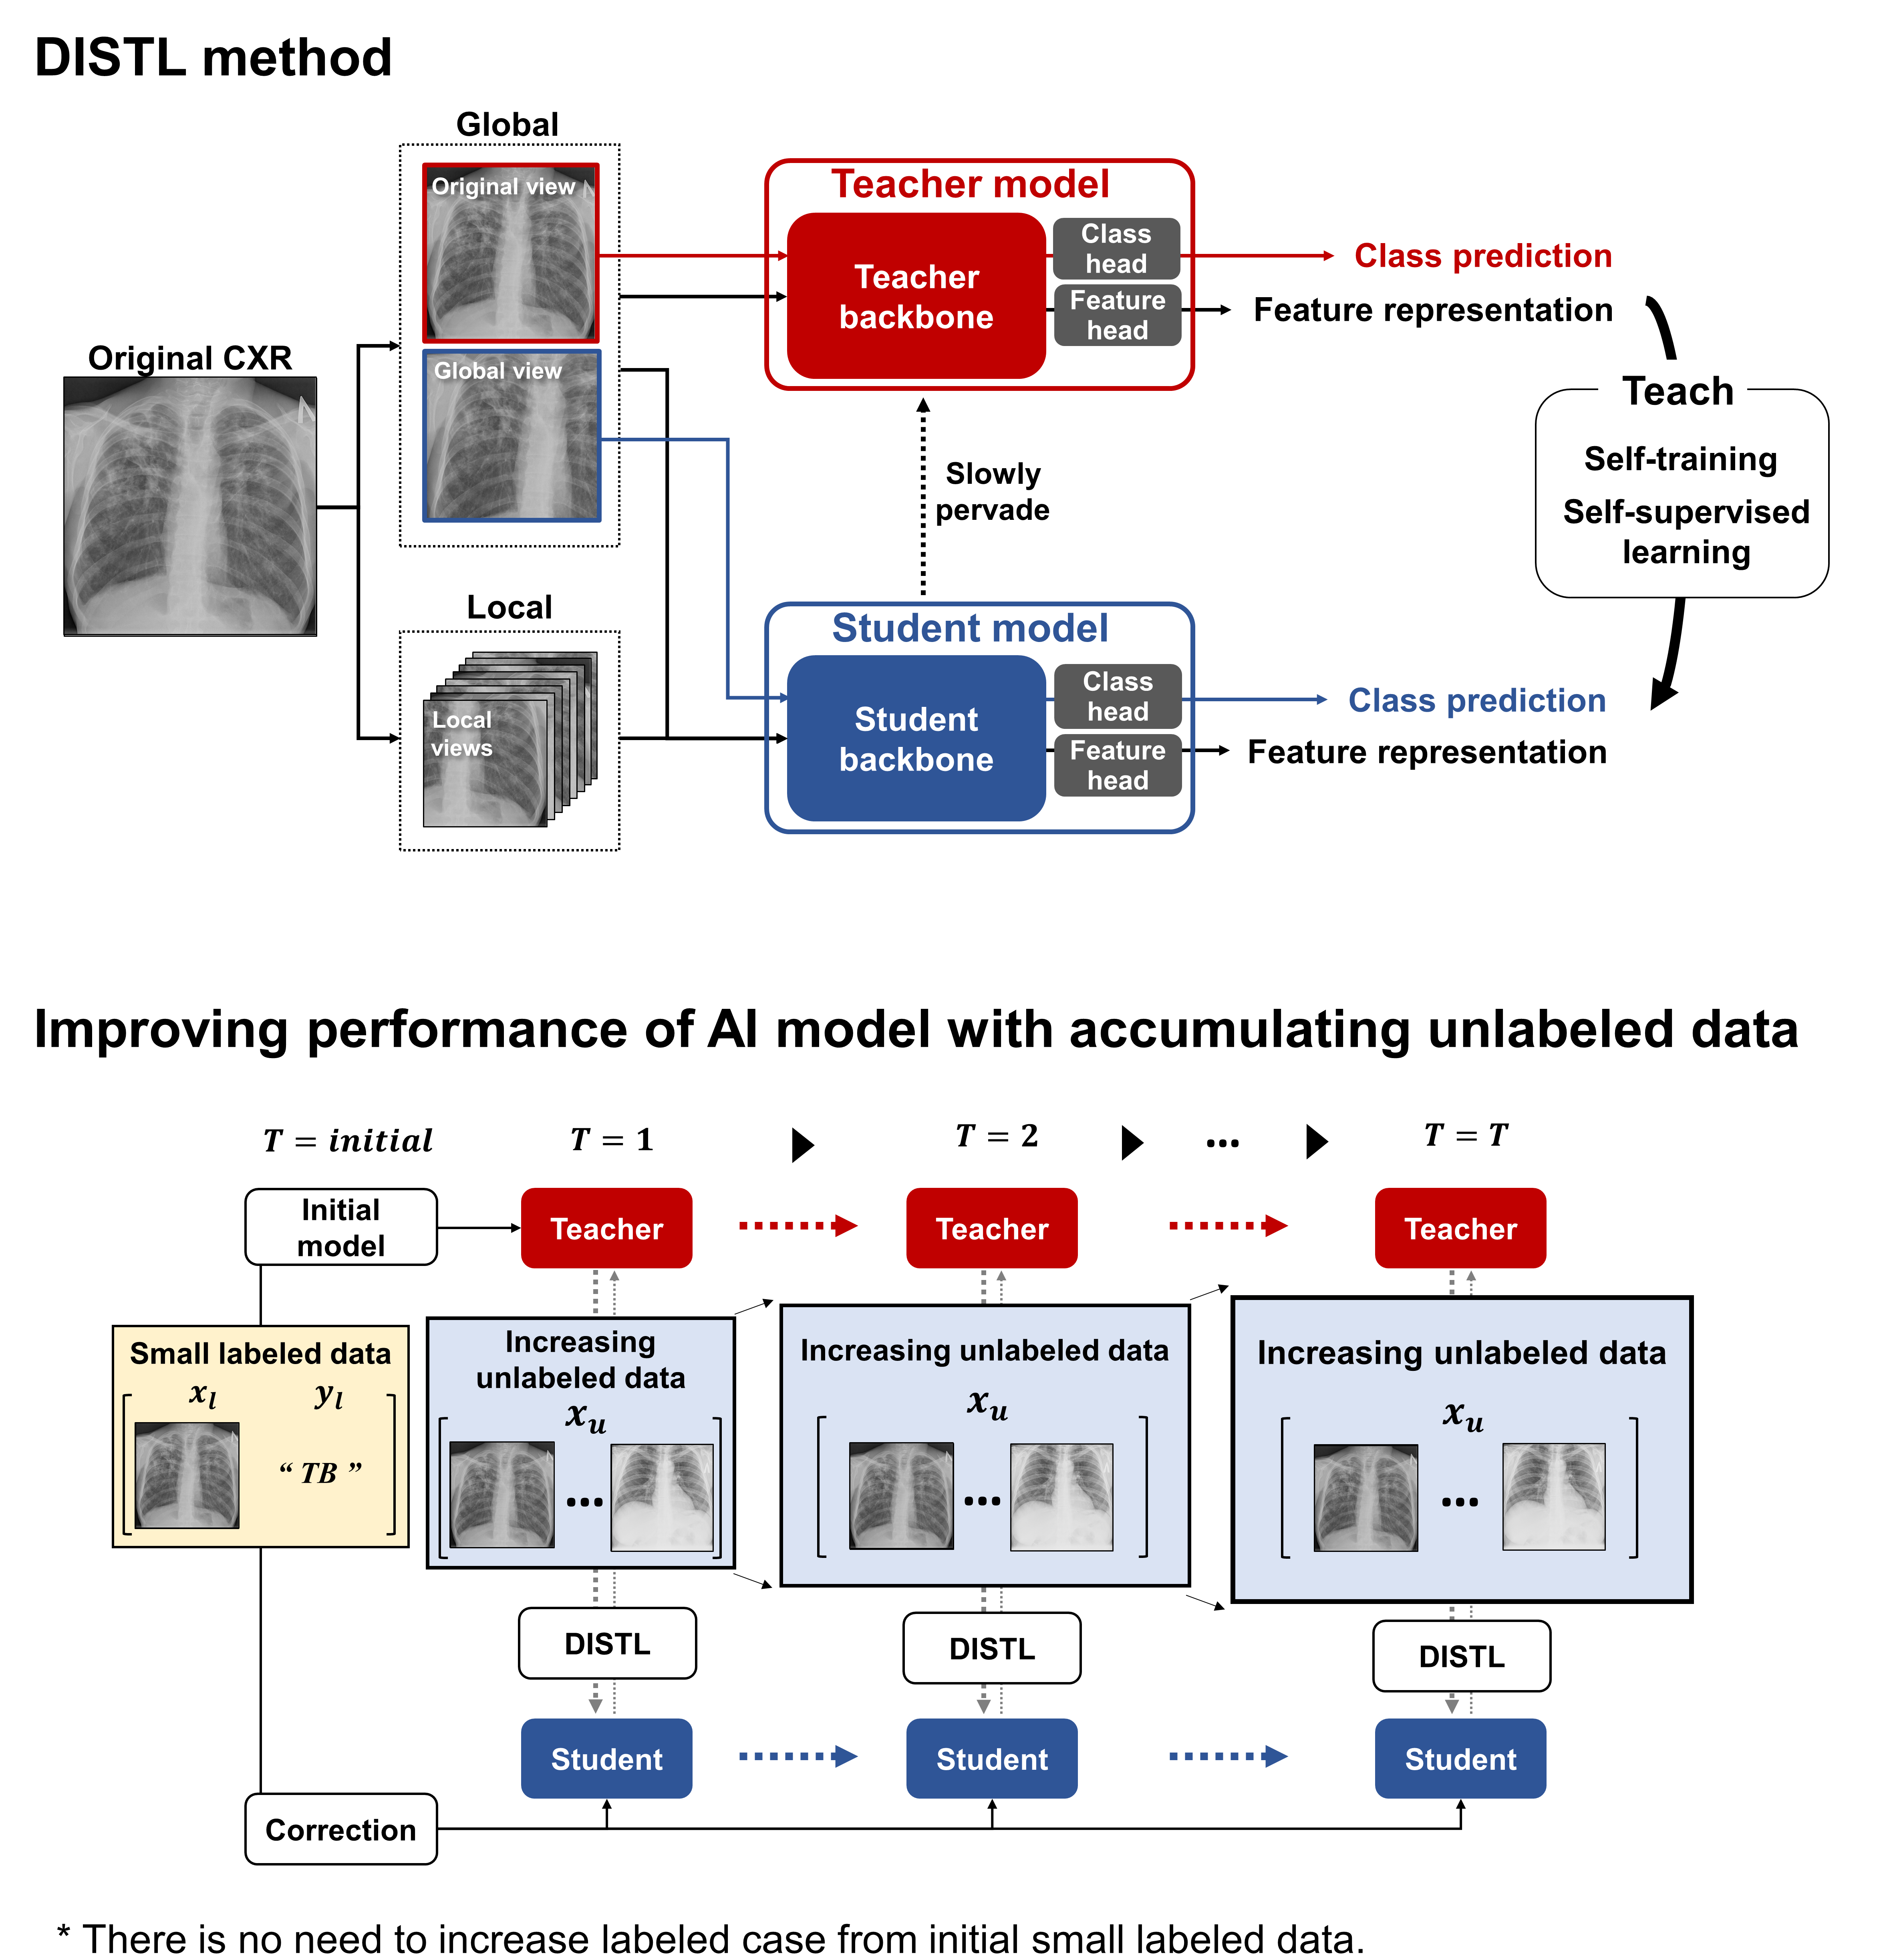 DISTL method
Global
Original view
Global view
Original CXR
Local
Local
views
Teacher model
Teacher
backbone
Class
head
Feature
head
Class prediction
Feature representation
Teach
Self-training
Self-supervised
learning
Slowly
pervade
Student model
Student
backbone
Class
head
Feature
head
Class prediction
Feature representation
Improving performance of AI model with accumulating unlabeled data
T = initial
T = 1
T = 2
...
T = T
Initial
model
Teacher
Teacher
Teacher
Small labeled data
x_l
y_l
“ TB ”
Increasing
unlabeled data
x_u
...
Increasing unlabeled data
x_u
...
Increasing unlabeled data
x_u
...
DISTL
DISTL
DISTL
Student
Student
Student
Correction
* There is no need to increase labeled case from initial small labeled data.